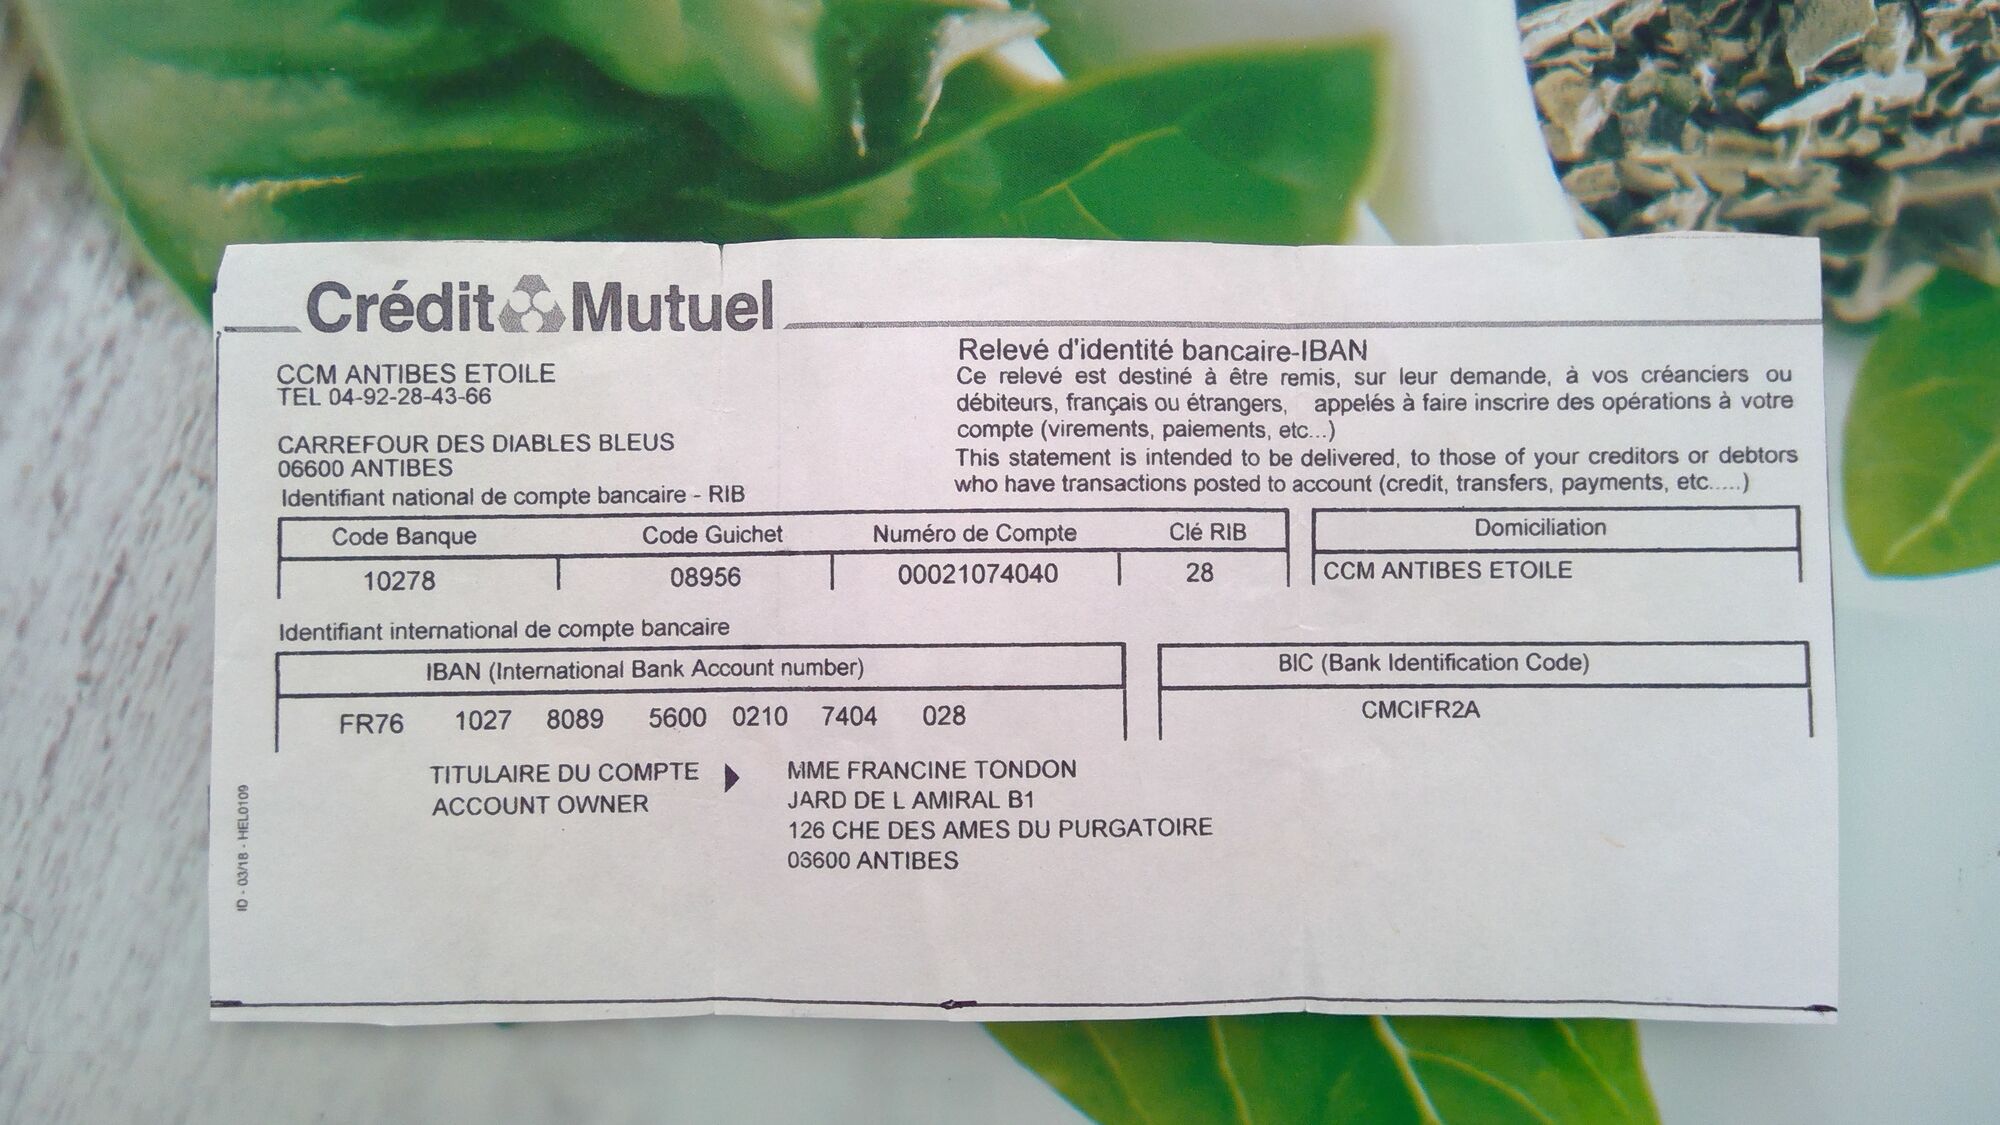 Crédit Mutuel
CCM ANTIBES ETOILE
TEL 04-92-28-43-66
CARREFOUR DES DIABLES BLEUS
06600 ANTIBES
Relevé d'identité bancaire-IBAN
Ce relevé est destiné à être remis, sur leur demande, à vos créanciers ou
débiteurs, français ou étrangers, appelés à faire inscrire des opérations à votre
compte (virements, paiements, etc...)
This statement is intended to be delivered, to those of your creditors or debtors
who have transactions posted to account (credit, transfers, payments, etc.....)
Identifiant national de compte bancaire - RIB
Code Banque Code Guichet Numéro de Compte Clé RIB Domiciliation
10278 08956 00021074040 28 CCM ANTIBES ETOILE
Identifiant international de compte bancaire
IBAN (International Bank Account number) BIC (Bank Identification Code)
FR76 1027 8089 5600 0210 7404 028 CMCIFR2A
TITULAIRE DU COMPTE MME FRANCINE TONDON
ACCOUNT OWNER JARD DE L AMIRAL B1
126 CHE DES AMES DU PURGATOIRE
06600 ANTIBES
ID - 03/18 - HEL0109